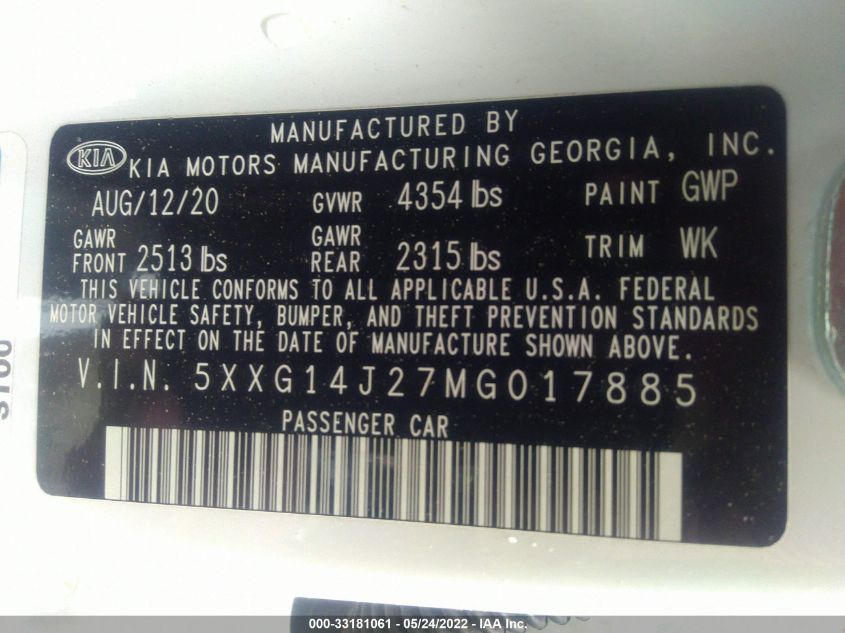 MANUFACTURED BY
KIA KIA MOTORS MANUFACTURING GEORGIA, INC.
AUG/12/20 GVWR 4354 lbs PAINT GWP
GAWR FRONT 2513 lbs GAWR REAR 2315 lbs TRIM WK
THIS VEHICLE CONFORMS TO ALL APPLICABLE U.S.A. FEDERAL
MOTOR VEHICLE SAFETY, BUMPER, AND THEFT PREVENTION STANDARDS
IN EFFECT ON THE DATE OF MANUFACTURE SHOWN ABOVE.
V.I.N. 5XXG14J27MG017885
PASSENGER CAR
000-33181061 - 05/24/2022 - IAA Inc.